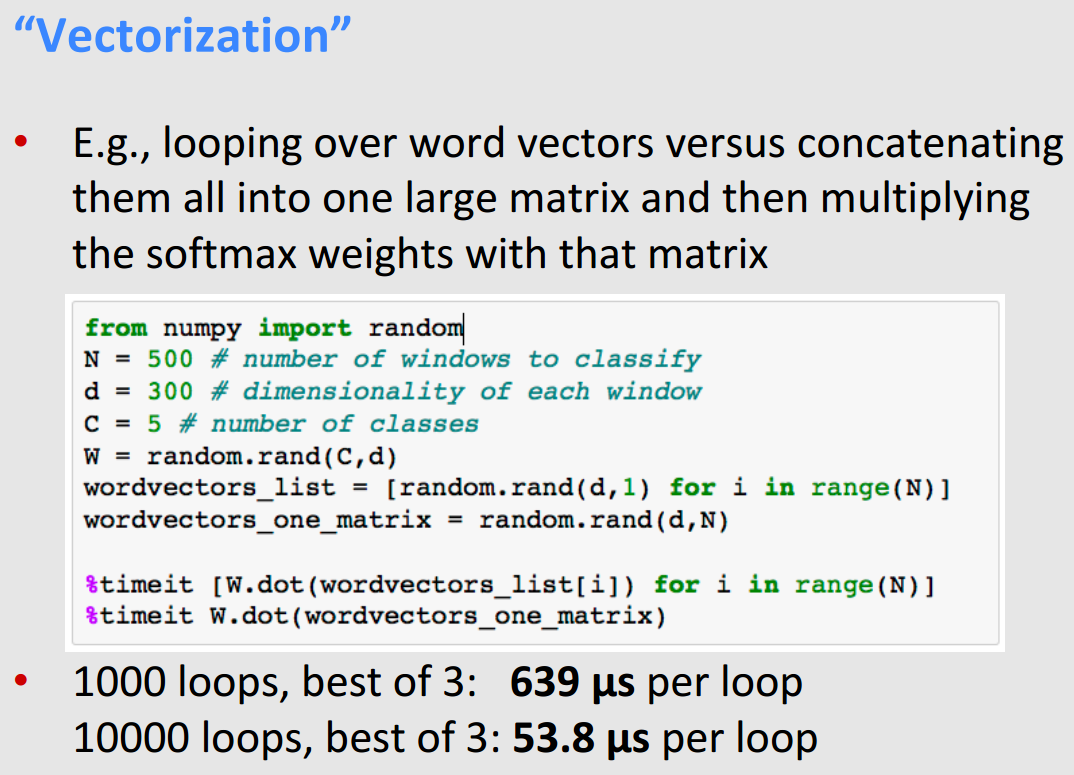 “Vectorization”
• E.g., looping over word vectors versus concatenating
them all into one large matrix and then multiplying
the softmax weights with that matrix
from numpy import random
N = 500 # number of windows to classify
d = 300 # dimensionality of each window
C = 5 # number of classes
W = random.rand(C,d)
wordvectors_list = [random.rand(d,1) for i in range(N)]
wordvectors_one_matrix = random.rand(d,N)
%timeit [W.dot(wordvectors_list[i]) for i in range(N)]
%timeit W.dot(wordvectors_one_matrix)
• 1000 loops, best of 3: 639 µs per loop
10000 loops, best of 3: 53.8 µs per loop